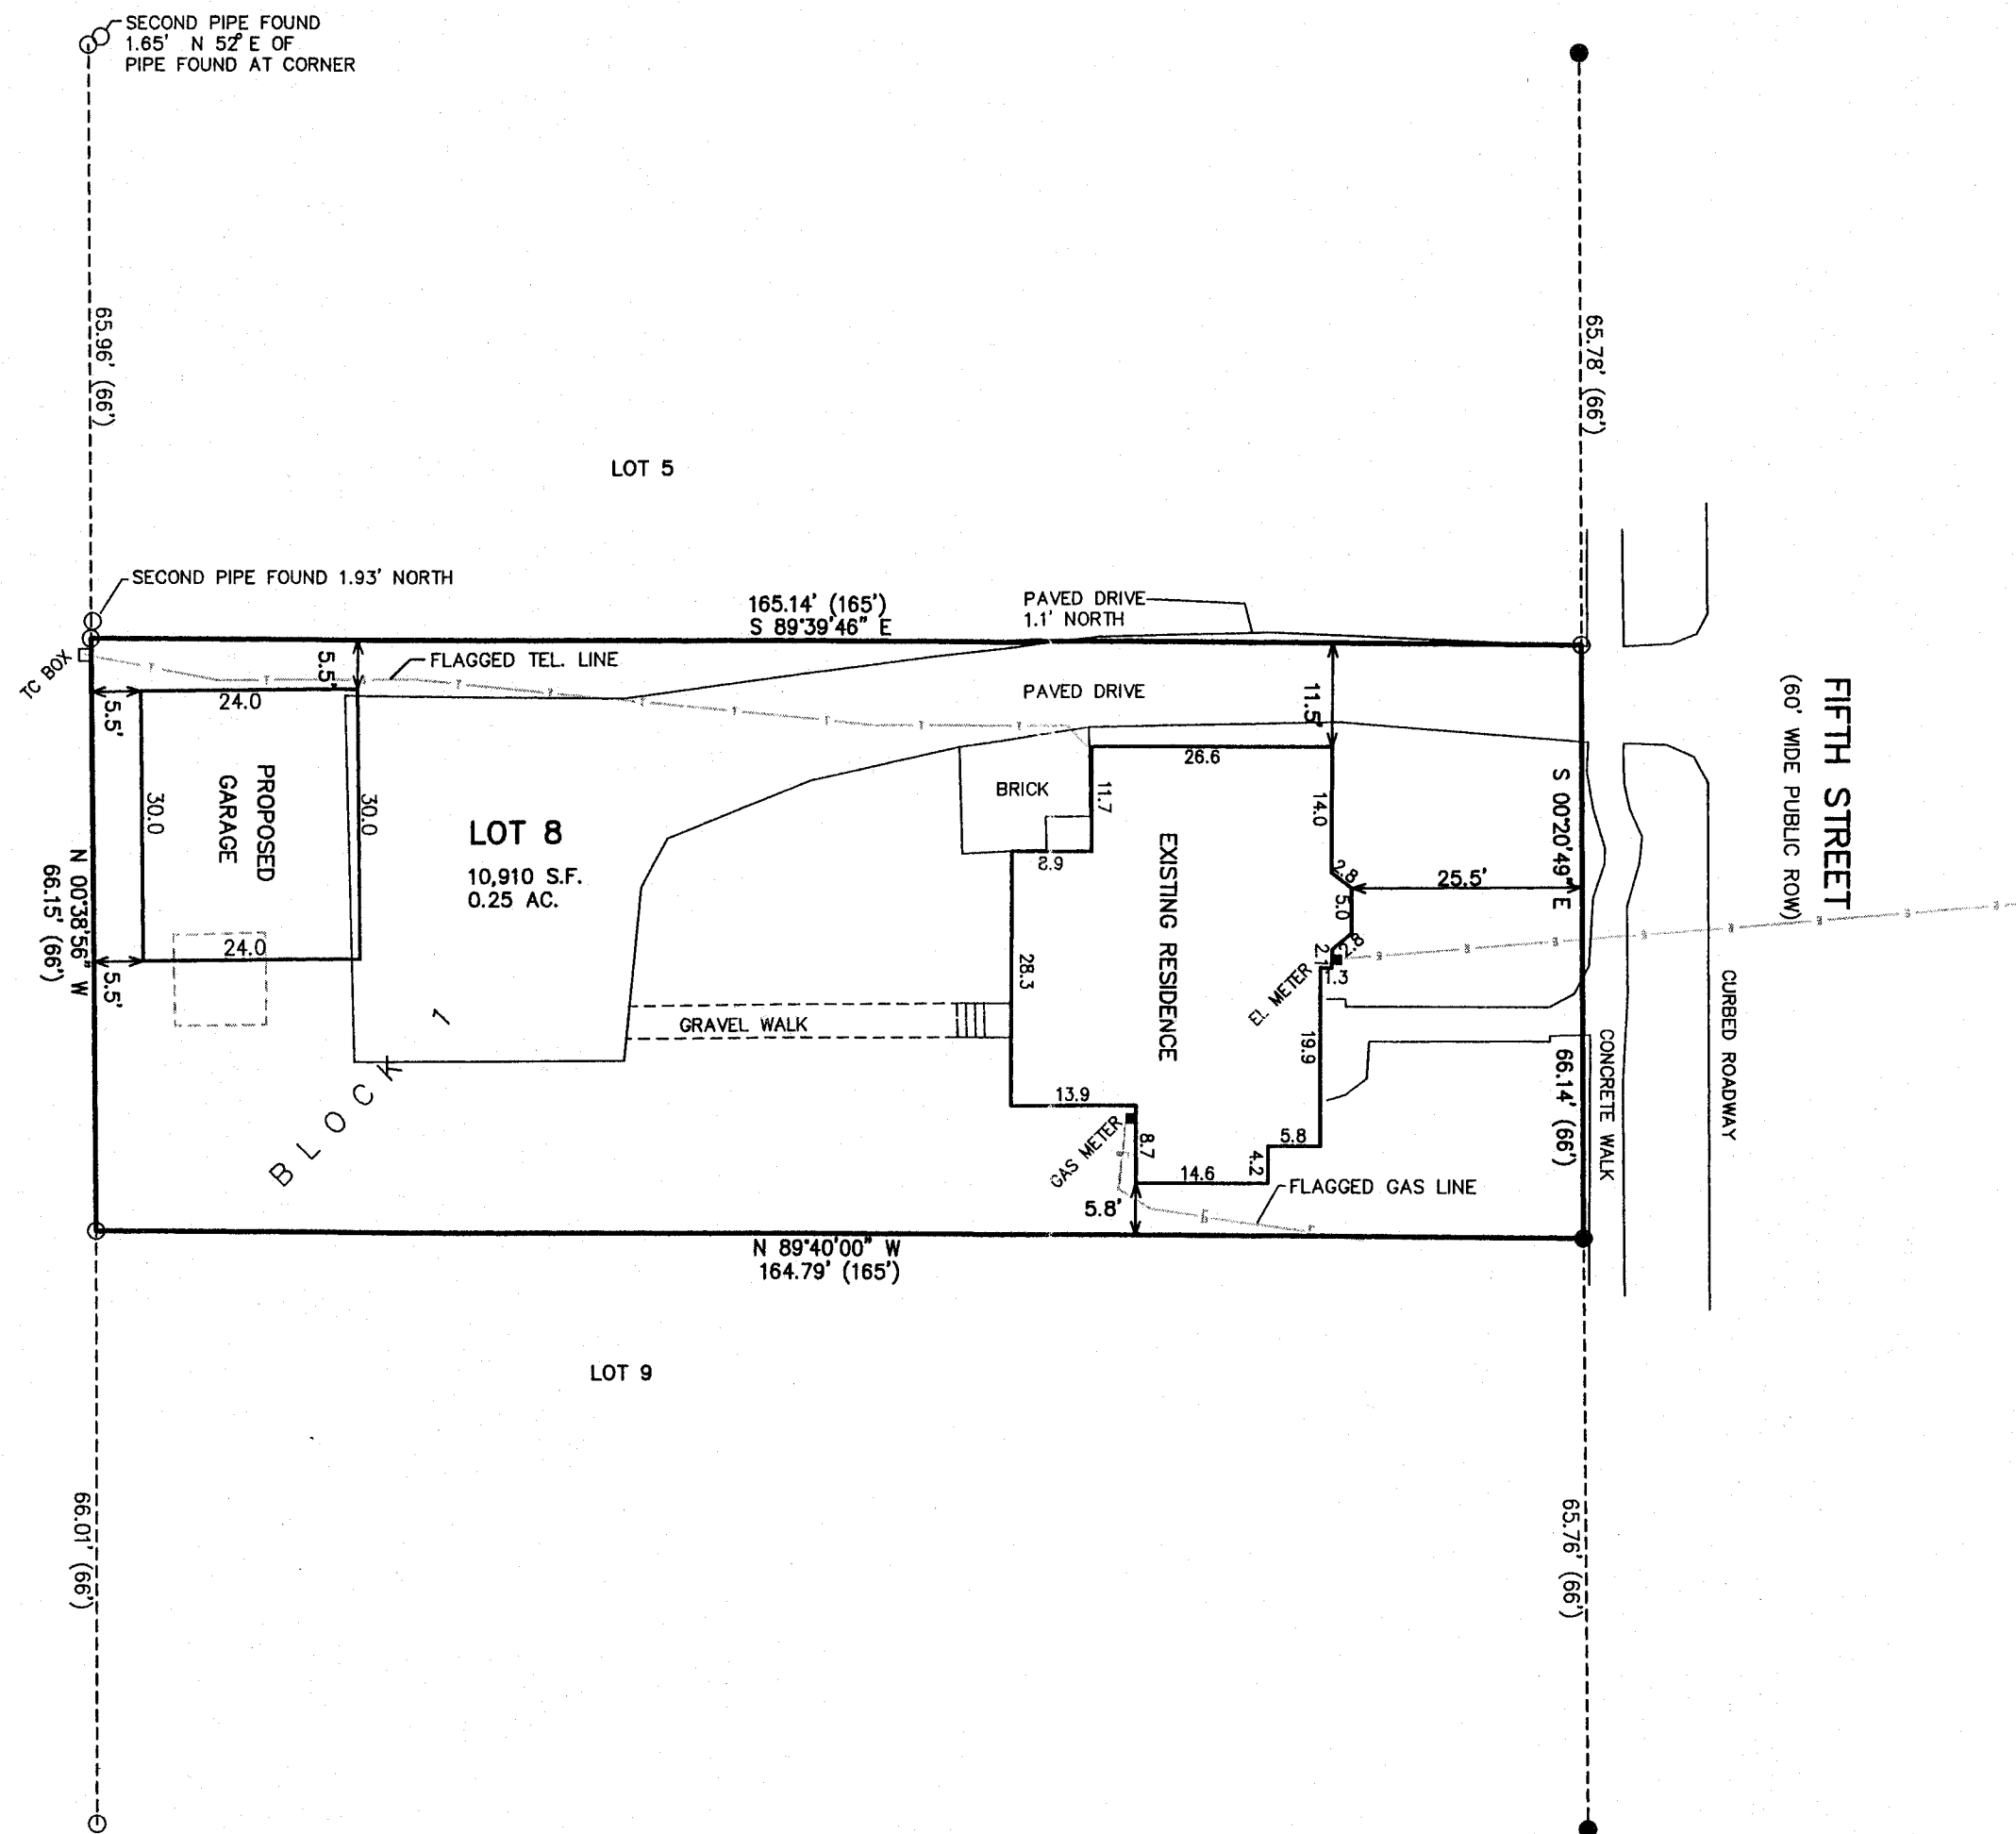 SECOND PIPE FOUND
1.65' N 52° E OF
PIPE FOUND AT CORNER
65.96' (66')
65.78' (66')
LOT 5
SECOND PIPE FOUND 1.93' NORTH
165.14' (165')
S 89°39'46" E
PAVED DRIVE
1.1' NORTH
TC BOX
5.5'
FLAGGED TEL. LINE
PAVED DRIVE
11.5'
FIFTH STREET
(60' WIDE PUBLIC ROW)
24.0
5.5'
26.6
BRICK
11.7
14.0
S 00°20'49" E
PROPOSED
GARAGE
30.0
30.0
LOT 8
10,910 S.F.
0.25 AC.
8.9
EXISTING RESIDENCE
2.8
5.0
25.5'
2.8
2.1
1.3
EL. METER
N 00°38'56" W
66.15' (66')
24.0
5.5'
28.3
GRAVEL WALK
19.9
66.14' (66')
CONCRETE WALK
CURBED ROADWAY
BLOCK 1
13.9
GAS METER
8.7
5.8
4.2
14.6
FLAGGED GAS LINE
5.8'
N 89°40'00" W
164.79' (165')
LOT 9
66.01' (66')
65.76' (66')